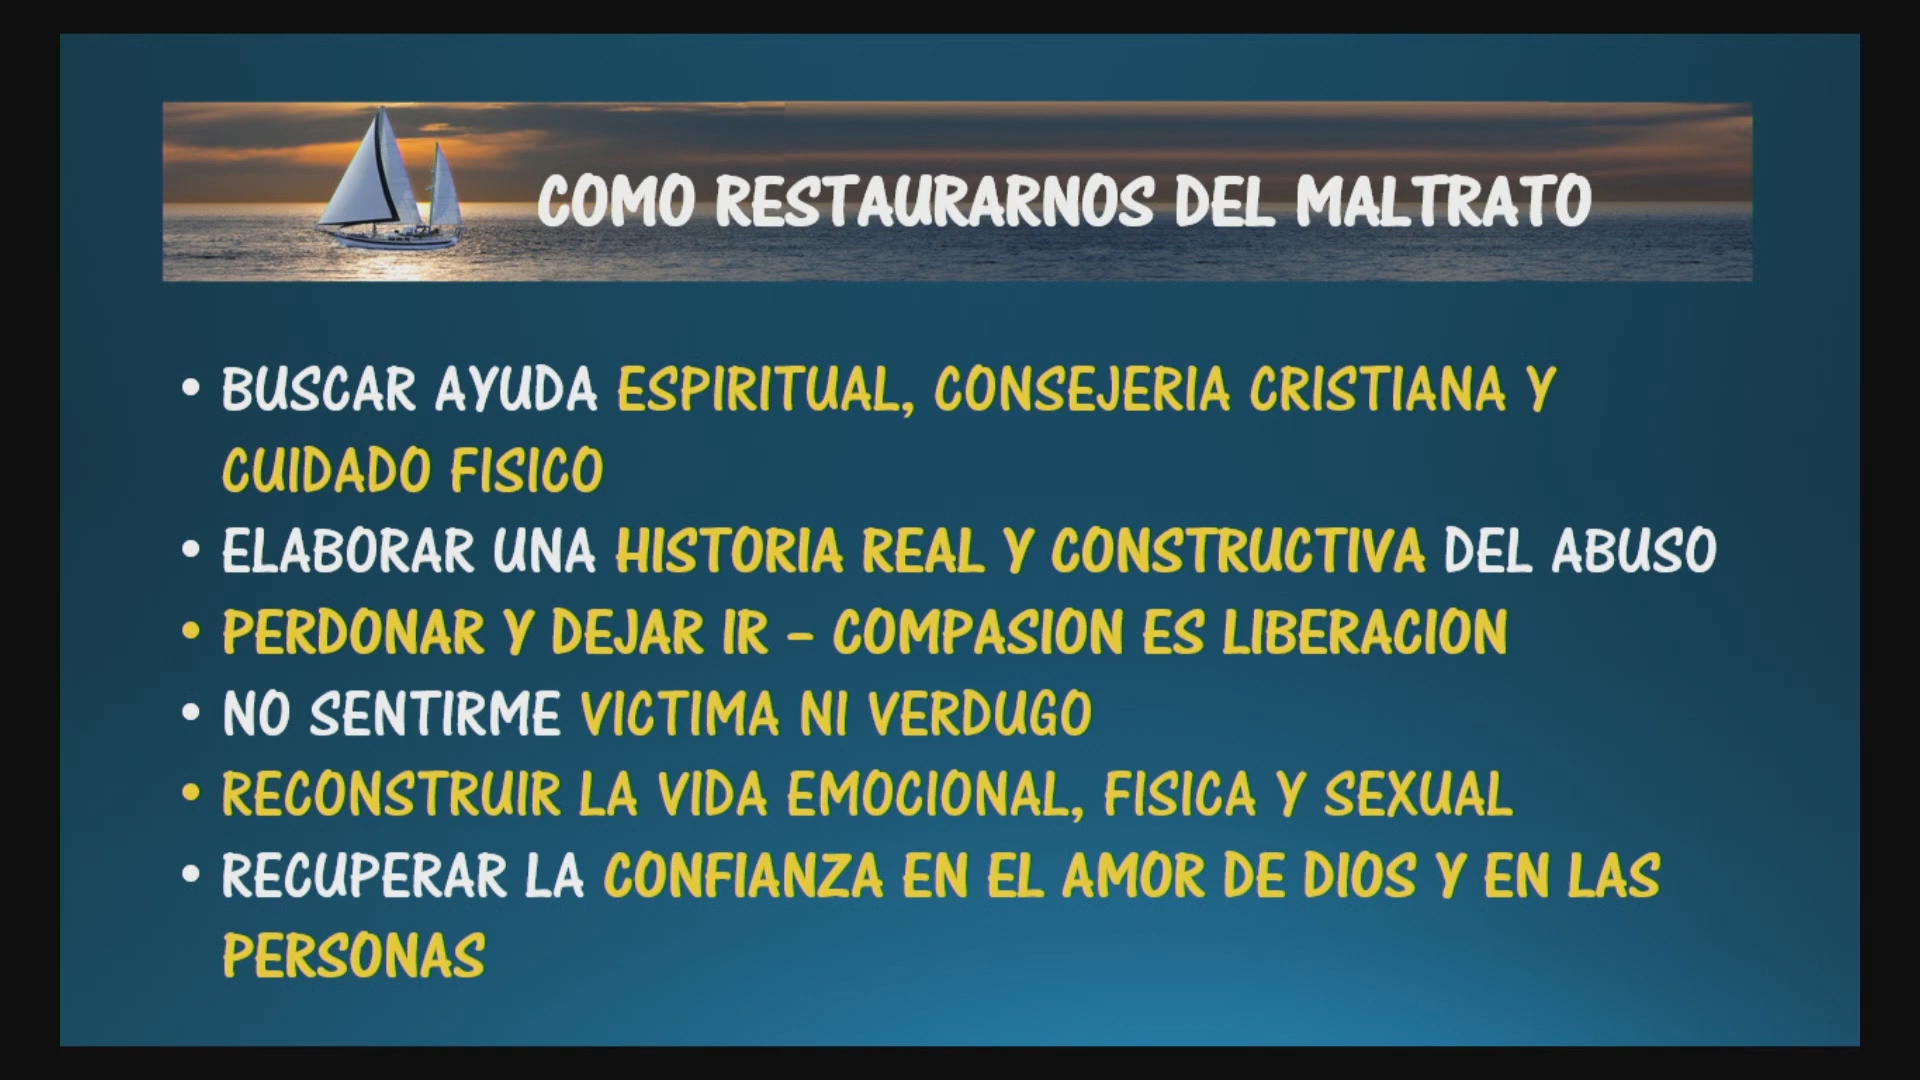 COMO RESTAURARNOS DEL MALTRATO
• BUSCAR AYUDA ESPIRITUAL, CONSEJERIA CRISTIANA Y
CUIDADO FISICO
• ELABORAR UNA HISTORIA REAL Y CONSTRUCTIVA DEL ABUSO
• PERDONAR Y DEJAR IR – COMPASION ES LIBERACION
• NO SENTIRME VICTIMA NI VERDUGO
• RECONSTRUIR LA VIDA EMOCIONAL, FISICA Y SEXUAL
• RECUPERAR LA CONFIANZA EN EL AMOR DE DIOS Y EN LAS
PERSONAS